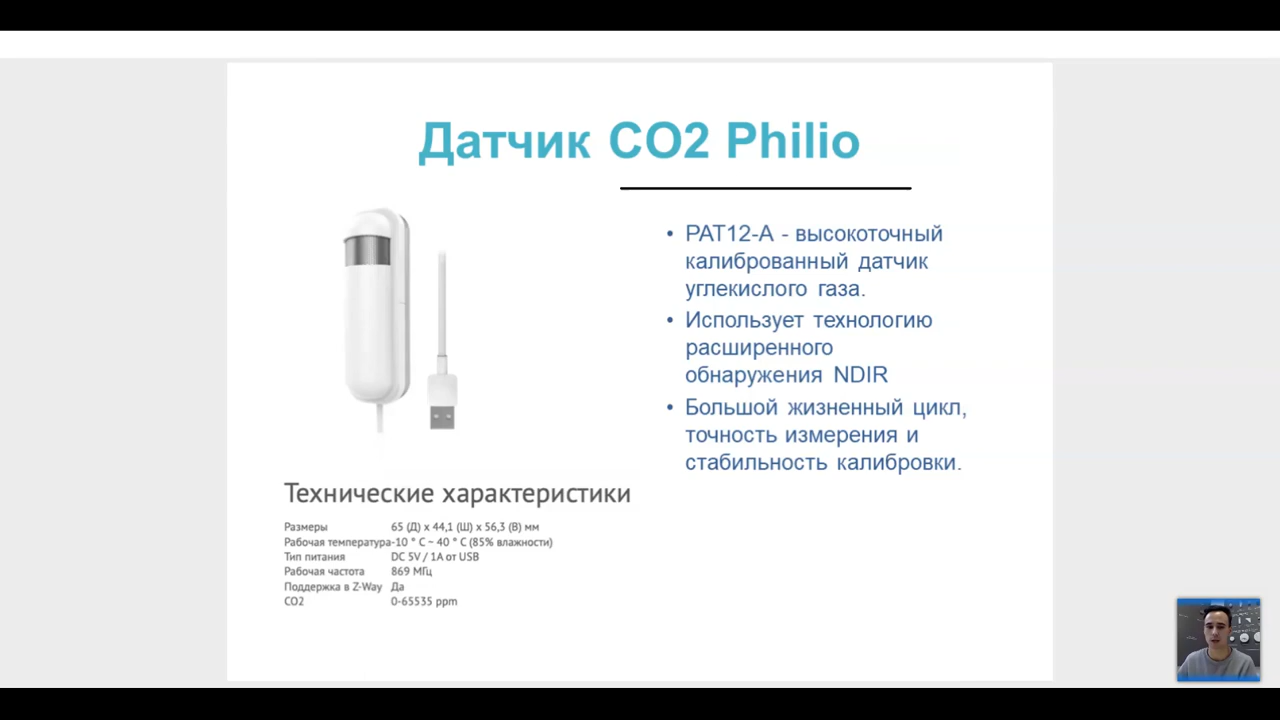 Датчик CO2 Philio
• PAT12-A - высокоточный
калиброванный датчик
углекислого газа.
• Использует технологию
расширенного
обнаружения NDIR
• Большой жизненный цикл,
точность измерения и
стабильность калибровки.
Технические характеристики
Размеры 65 (Д) x 44,1 (Ш) x 56,3 (В) мм
Рабочая температура -10 ° C ~ 40 ° C (85% влажности)
Тип питания DC 5V / 1A от USB
Рабочая частота 869 МГц
Поддержка в Z-Way Да
CO2 0-65535 ppm